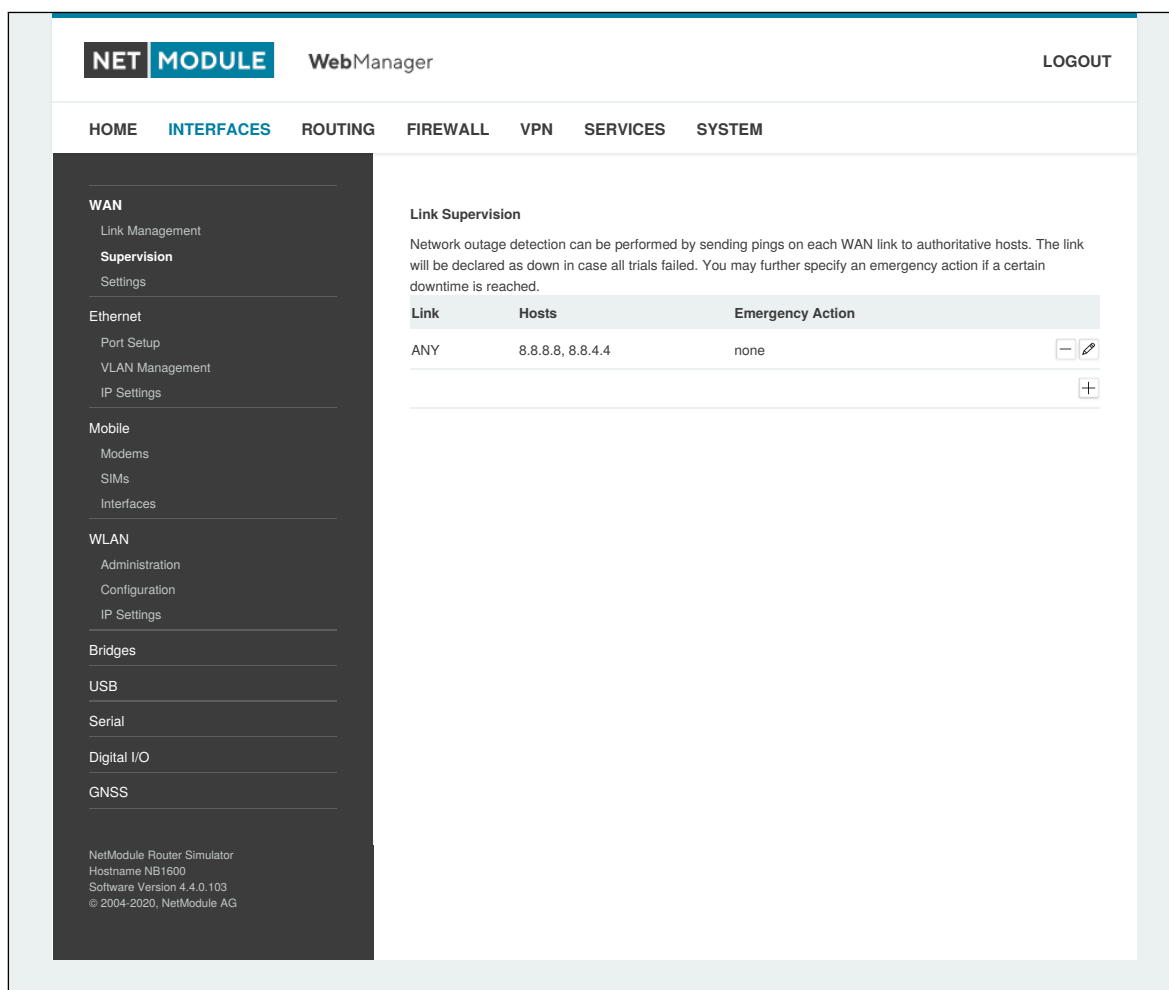 NET MODULE WebManager LOGOUT
HOME INTERFACES ROUTING FIREWALL VPN SERVICES SYSTEM
WAN
Link Management
Supervision
Settings
Ethernet
Port Setup
VLAN Management
IP Settings
Mobile
Modems
SIMs
Interfaces
WLAN
Administration
Configuration
IP Settings
Bridges
USB
Serial
Digital I/O
GNSS
NetModule Router Simulator
Hostname NB1600
Software Version 4.4.0.103
© 2004-2020, NetModule AG
Link Supervision
Network outage detection can be performed by sending pings on each WAN link to authoritative hosts. The link
will be declared as down in case all trials failed. You may further specify an emergency action if a certain
downtime is reached.
Link Hosts Emergency Action
ANY 8.8.8.8, 8.8.4.4 none